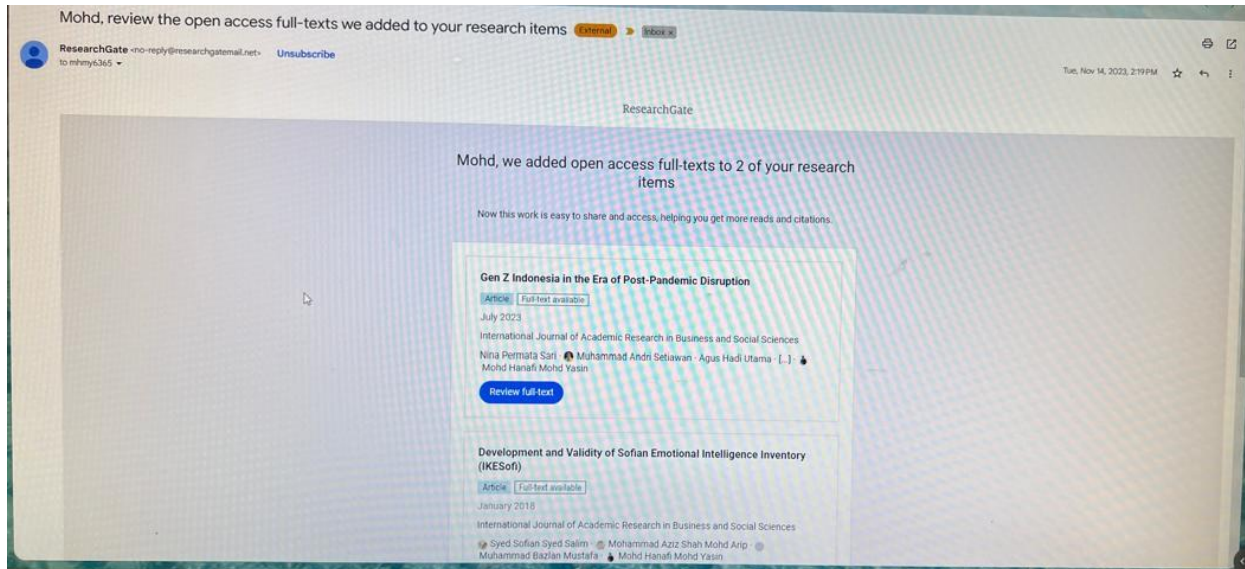 Mohd, review the open access full-texts we added to your research items External Inbox ×
ResearchGate <no-reply@researchgatemail.net> Unsubscribe
to mhmy6365
Tue, Nov 14, 2023, 2:19 PM
ResearchGate
Mohd, we added open access full-texts to 2 of your research
items
Now this work is easy to share and access, helping you get more reads and citations.
Gen Z Indonesia in the Era of Post-Pandemic Disruption
Article Full-text available
July 2023
International Journal of Academic Research in Business and Social Sciences
Nina Permata Sari · Muhammad Andri Setiawan · Agus Hadi Utama · [...] ·
Mohd Hanafi Mohd Yasin
Review full-text
Development and Validity of Sofian Emotional Intelligence Inventory
(IKESofi)
Article Full-text available
January 2018
International Journal of Academic Research in Business and Social Sciences
Syed Sofian Syed Salim · Mohammad Aziz Shah Mohd Arip ·
Muhammad Bazlan Mustafa · Mohd Hanafi Mohd Yasin